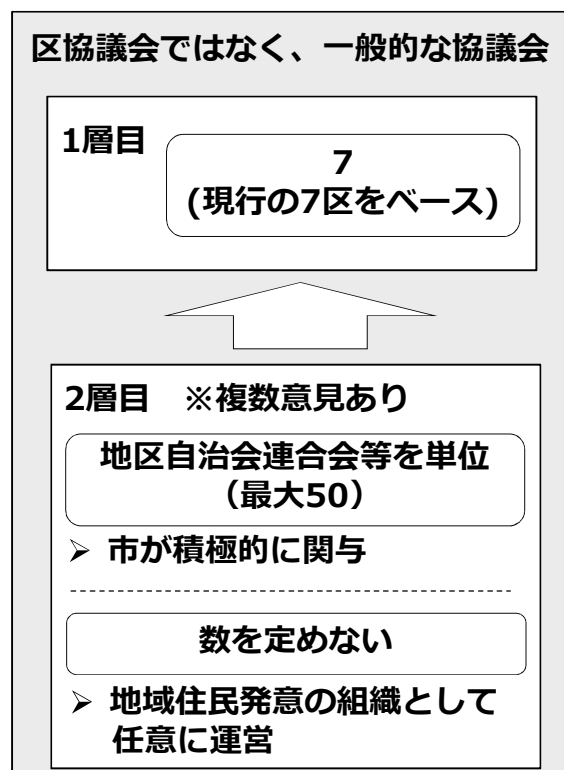 区協議会ではなく、一般的な協議会
1層目
7
(現行の7区をベース)
2層目　※複数意見あり
地区自治会連合会等を単位
（最大50）
➢ 市が積極的に関与
数を定めない
➢ 地域住民発意の組織として
任意に運営